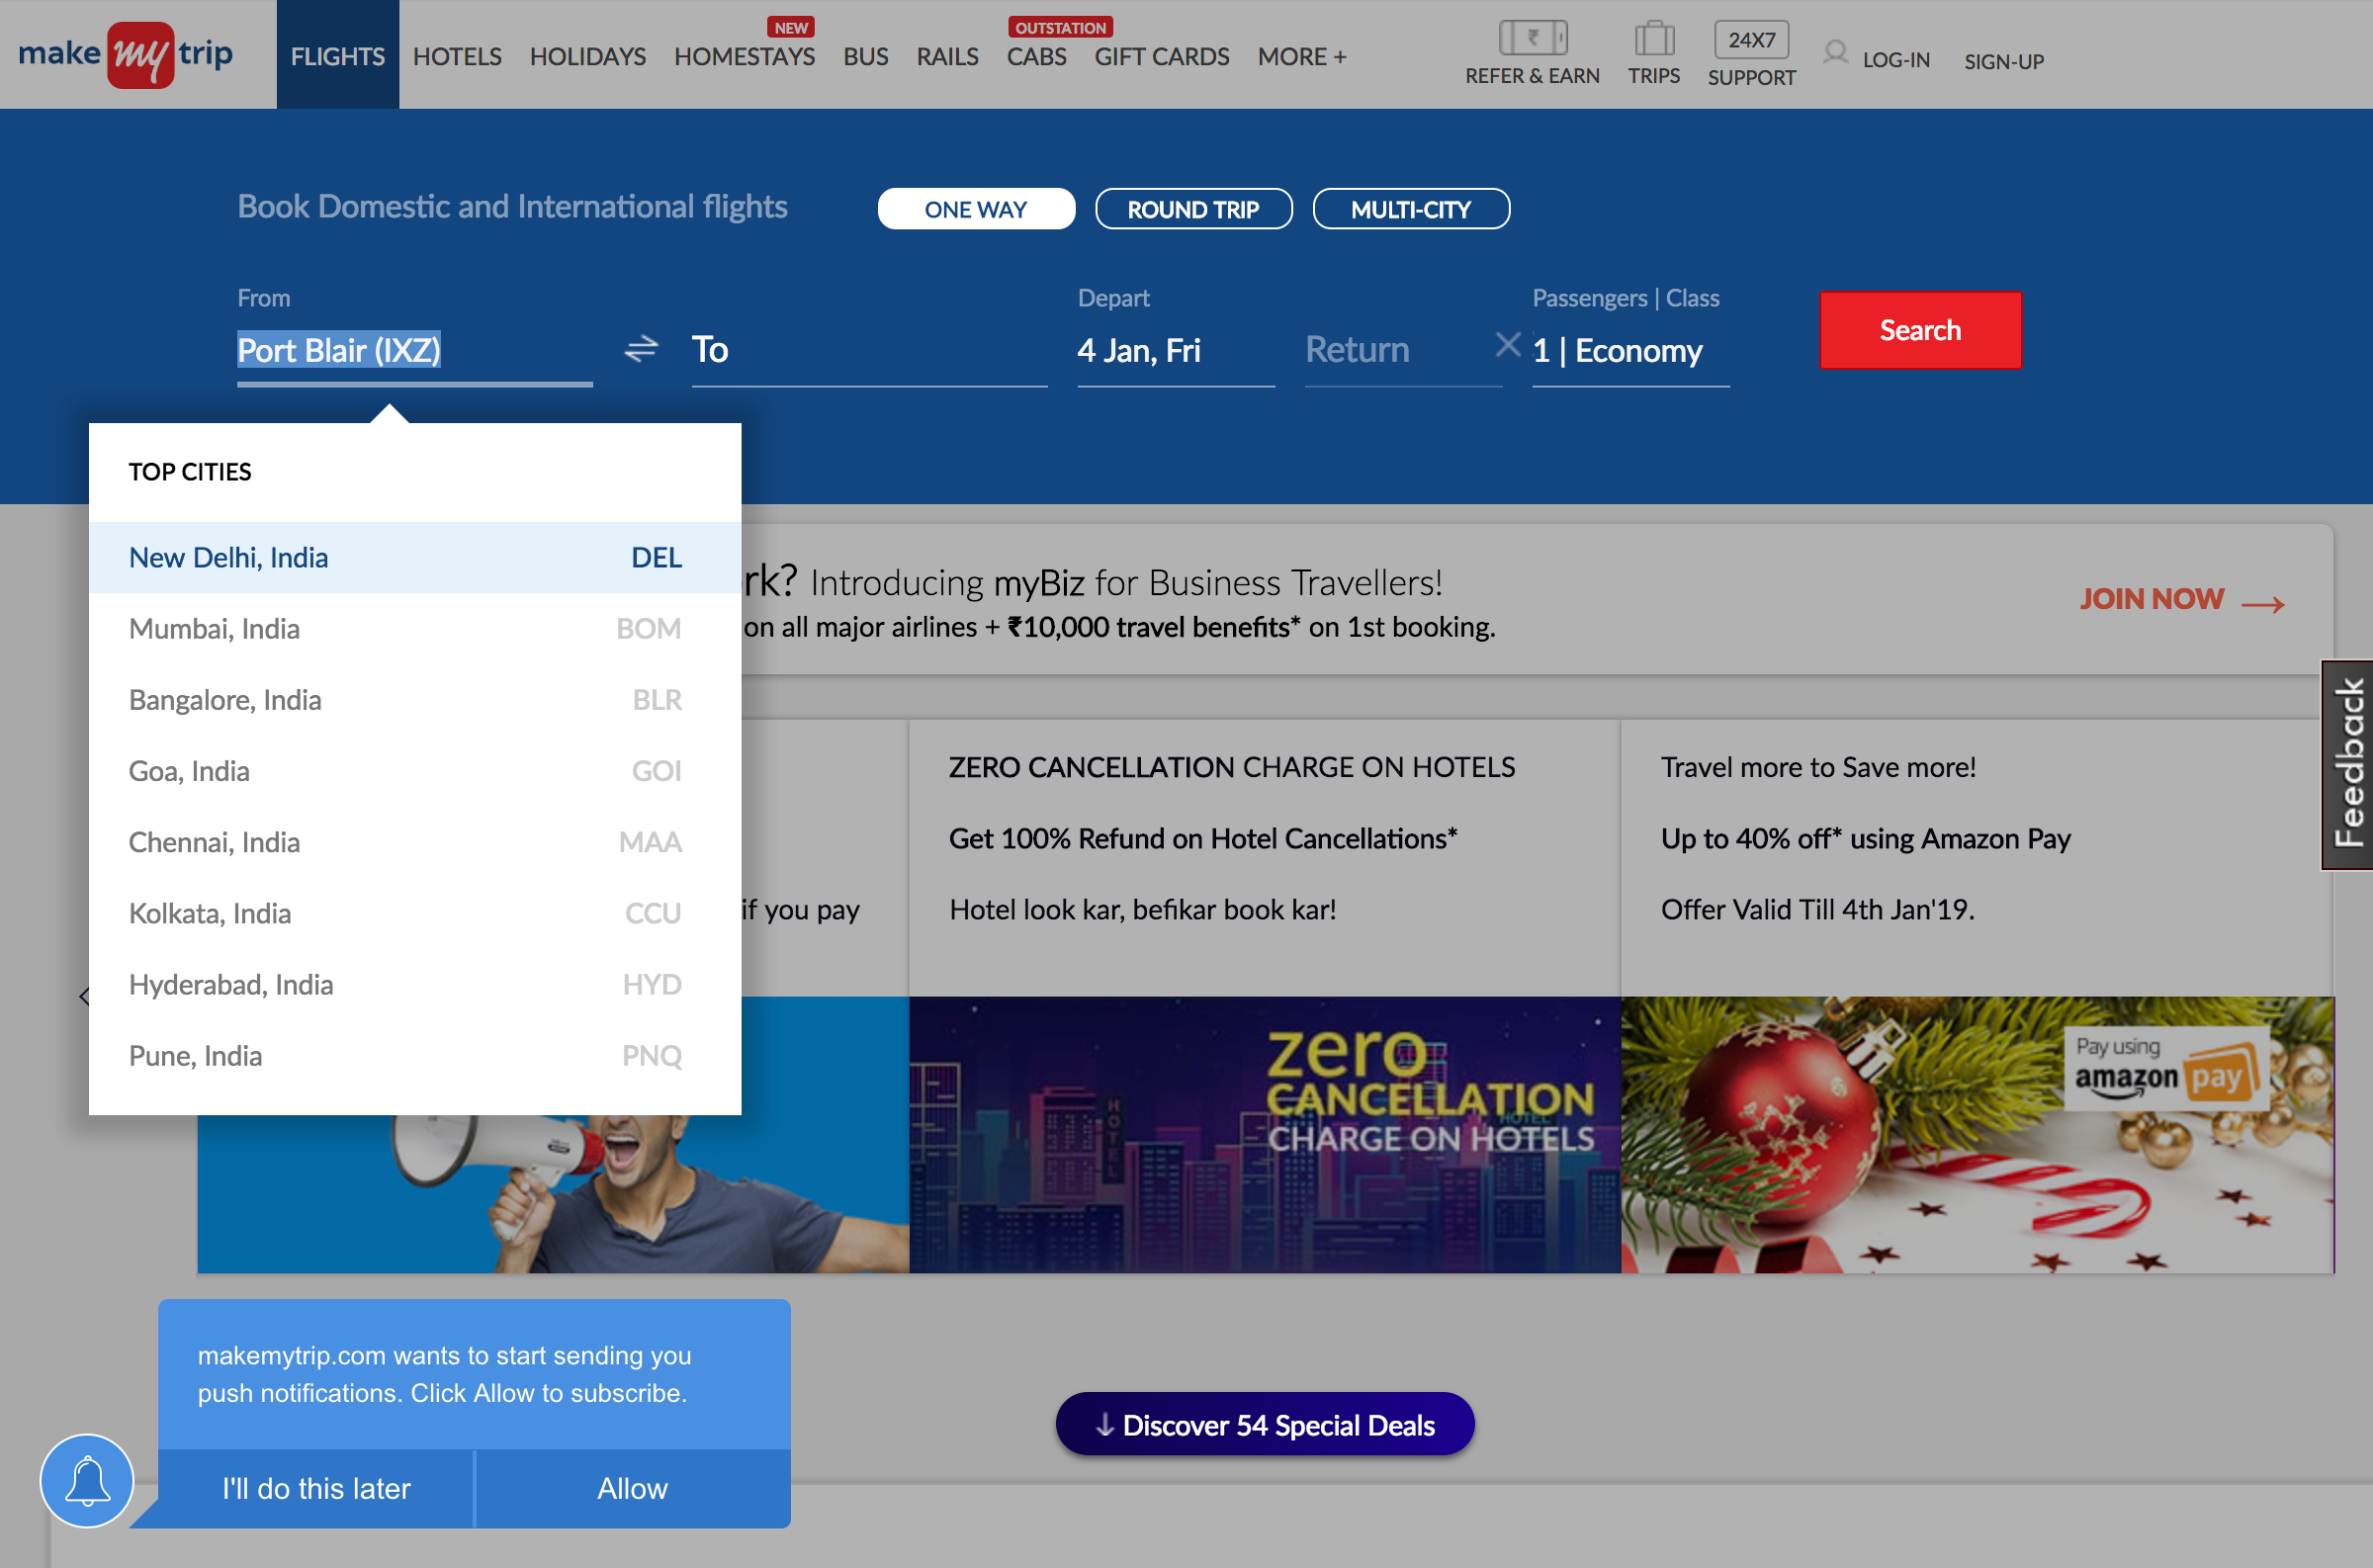 make my trip
FLIGHTS
HOTELS
HOLIDAYS
NEW
HOMESTAYS
BUS
RAILS
OUTSTATION
CABS
GIFT CARDS
MORE +
₹
REFER & EARN
TRIPS
24X7
SUPPORT
LOG-IN
SIGN-UP
Book Domestic and International flights
ONE WAY
ROUND TRIP
MULTI-CITY
From
Port Blair (IXZ)
To
Depart
4 Jan, Fri
Return
Passengers | Class
1 | Economy
Search
TOP CITIES
New Delhi, India DEL
Mumbai, India BOM
Bangalore, India BLR
Goa, India GOI
Chennai, India MAA
Kolkata, India CCU
Hyderabad, India HYD
Pune, India PNQ
rk? Introducing myBiz for Business Travellers!
on all major airlines + ₹10,000 travel benefits* on 1st booking.
JOIN NOW
Feedback
if you pay
ZERO CANCELLATION CHARGE ON HOTELS
Get 100% Refund on Hotel Cancellations*
Hotel look kar, befikar book kar!
Travel more to Save more!
Up to 40% off* using Amazon Pay
Offer Valid Till 4th Jan'19.
HOTEL
zero
CANCELLATION
HOTEL
CHARGE ON HOTELS
Pay using
amazon pay
makemytrip.com wants to start sending you
push notifications. Click Allow to subscribe.
I'll do this later
Allow
Discover 54 Special Deals